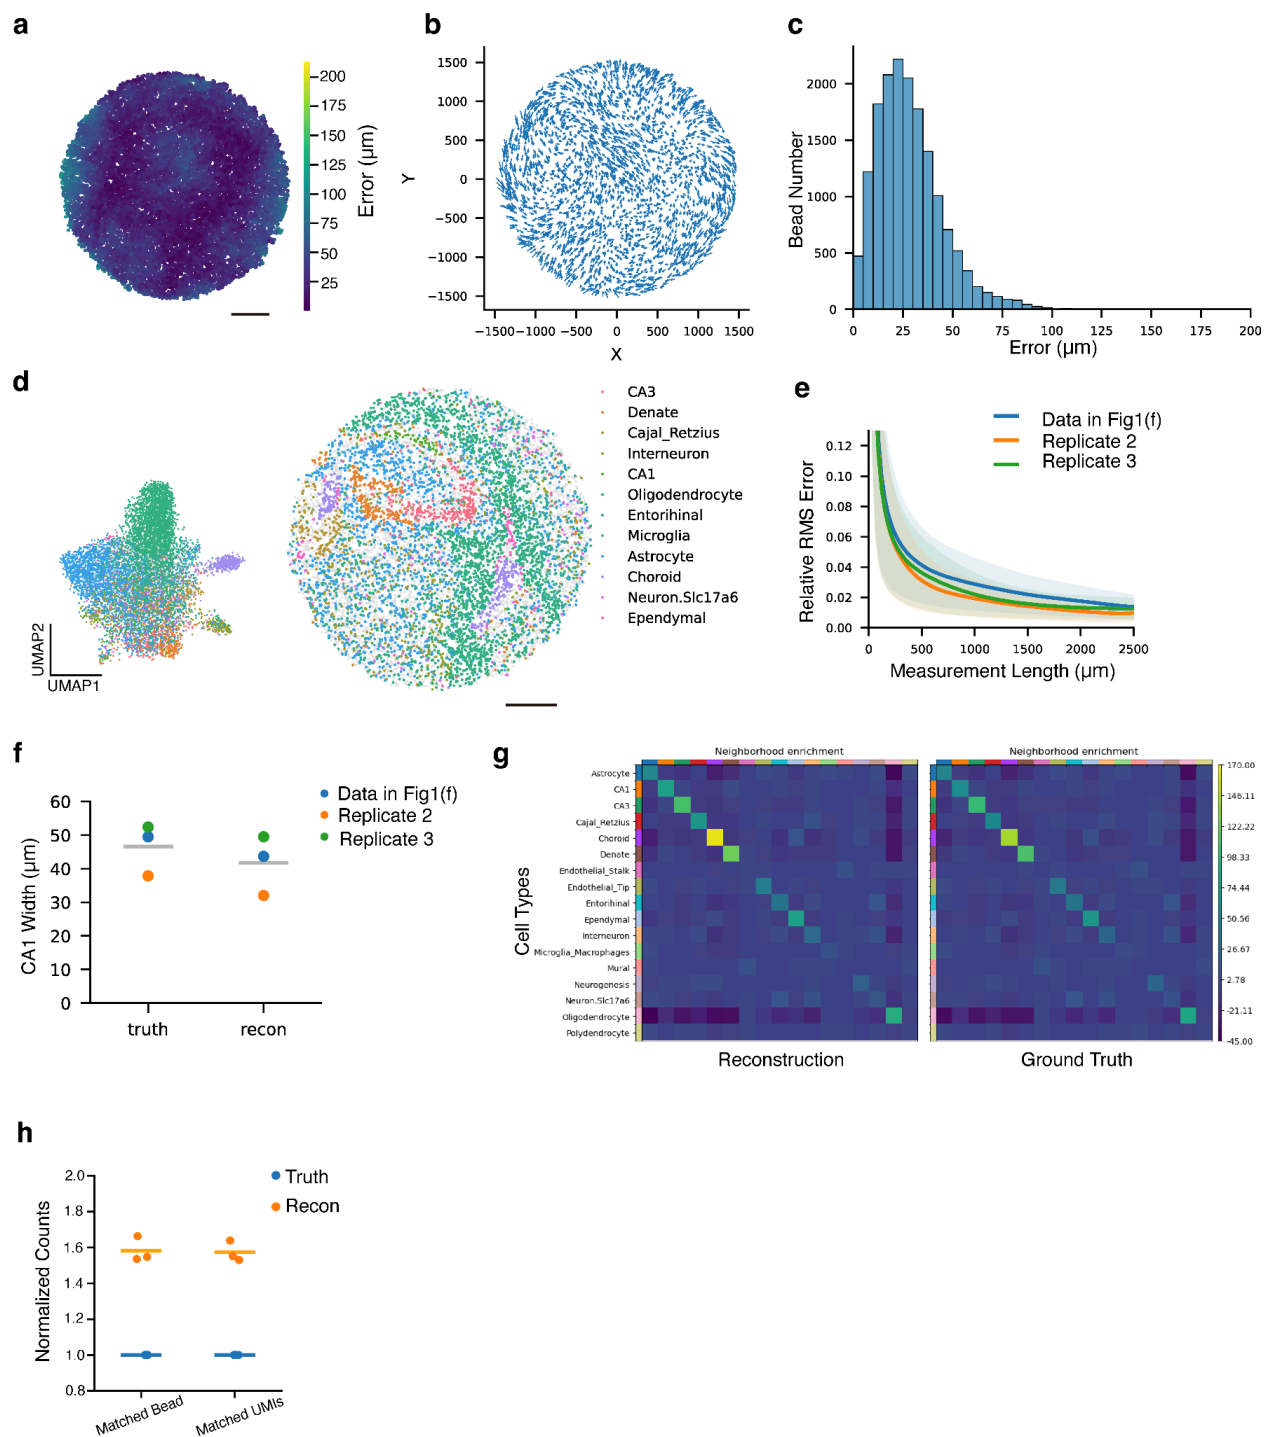 a
200
175
150
125
100
75
50
25
Error (μm)
b
1500
1000
500
0
−500
−1000
−1500
Y
−1500 −1000 −500 0 500 1000 1500
X
c
2000
1500
1000
500
0
Bead Number
0 25 50 75 100 125 150 175 200
Error (μm)
d
UMAP2
UMAP1
CA3
Denate
Cajal_Retzius
Interneuron
CA1
Oligodendrocyte
Entorihinal
Microglia
Astrocyte
Choroid
Neuron.Slc17a6
Ependymal
e
Data in Fig1(f)
Replicate 2
Replicate 3
0.12
0.10
0.08
0.06
0.04
0.02
0.00
Relative RMS Error
0 500 1000 1500 2000 2500
Measurement Length (μm)
f
60
50
40
30
20
10
0
CA1 Width (μm)
truth recon
Data in Fig1(f)
Replicate 2
Replicate 3
g
Neighborhood enrichment
Neighborhood enrichment
Cell Types
Astrocyte
CA1
CA3
Cajal_Retzius
Choroid
Denate
Endothelial_Stalk
Endothelial_Tip
Entorihinal
Ependymal
Interneuron
Microglia_Macrophages
Mural
Neurogenesis
Neuron.Slc17a6
Oligodendrocyte
Polydendrocyte
Reconstruction
Ground Truth
170.00
146.11
122.22
98.33
74.44
50.56
26.67
2.78
-21.11
-45.00
h
2.0
1.8
1.6
1.4
1.2
1.0
0.8
Normalized Counts
Matched Bead
Matched UMIs
Truth
Recon